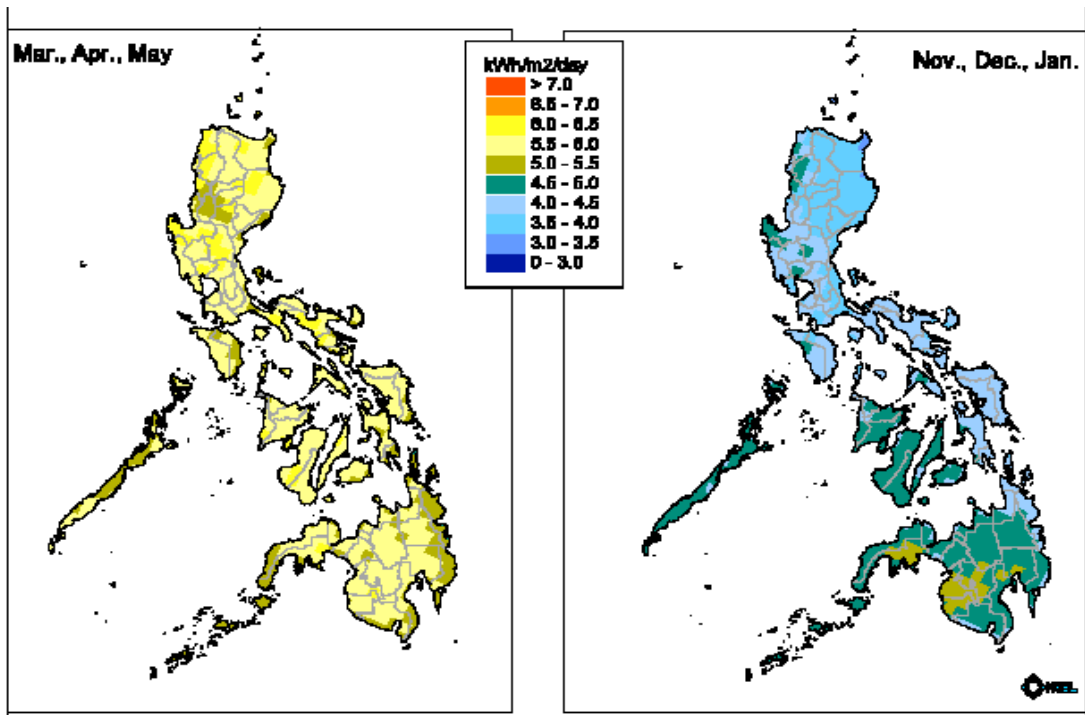 Mar., Apr., May
kWh/m2/day
> 7.0
6.5 - 7.0
6.0 - 6.5
5.5 - 6.0
5.0 - 5.5
4.5 - 5.0
4.0 - 4.5
3.5 - 4.0
3.0 - 3.5
0 - 3.0
Nov., Dec., Jan.
NREL